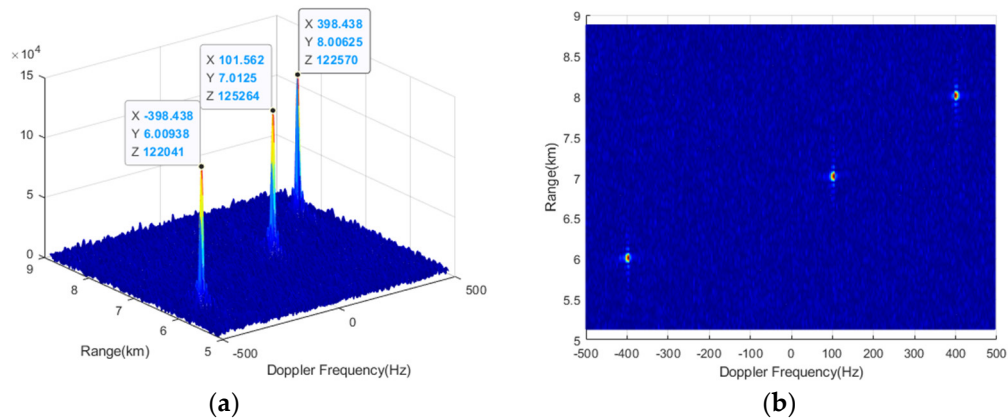 X 398.438
Y 8.00625
Z 122570
X 101.562
Y 7.0125
Z 125264
X -398.438
Y 6.00938
Z 122041
×10⁴
15
10
5
0
9
8
7
6
5
-500
0
500
Range(km)
Doppler Frequency(Hz)
(a)
9
8.5
8
7.5
7
6.5
6
5.5
5
-500 -400 -300 -200 -100 0 100 200 300 400 500
Range(km)
Doppler Frequency(Hz)
(b)